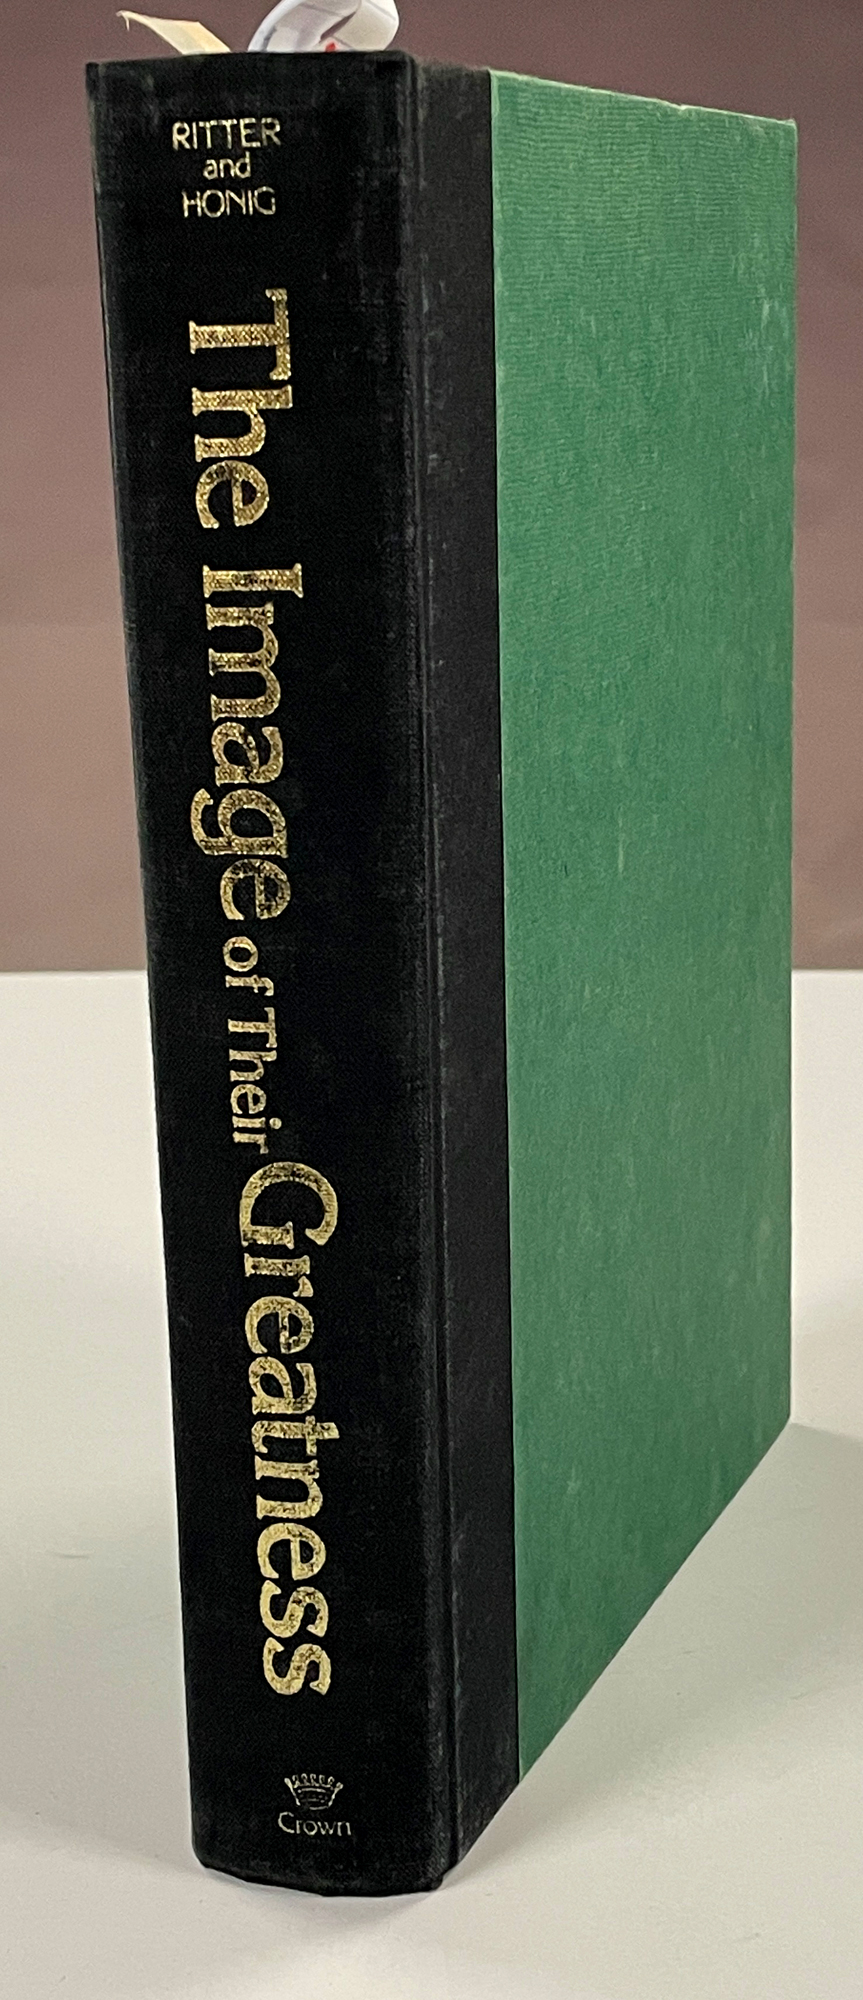 RITTER
and
HONIG
The Image of Their Greatness
Crown